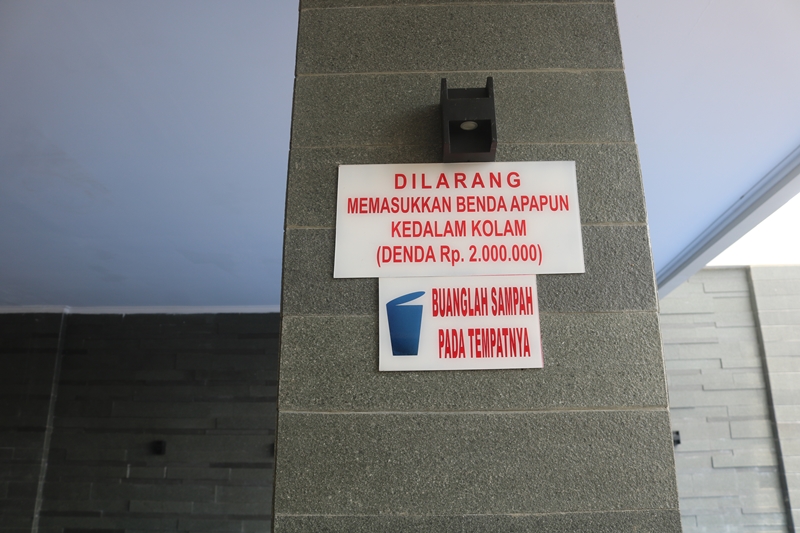 DILARANG
MEMASUKKAN BENDA APAPUN
KEDALAM KOLAM
(DENDA Rp. 2.000.000)
BUANGLAH SAMPAH
PADA TEMPATNYA